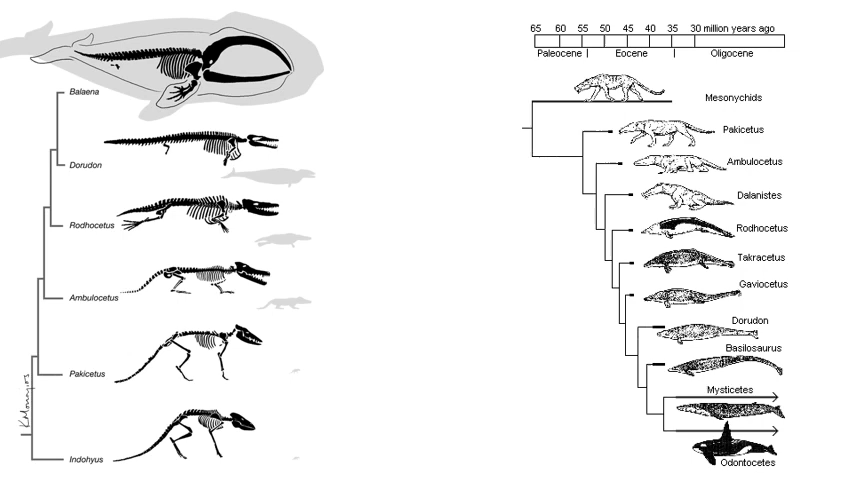 Balaena
Dorudon
Rodhocetus
Ambulocetus
Pakicetus
Indohyus
65 60 55 50 45 40 35 30 million years ago
Paleocene Eocene Oligocene
Mesonychids
Pakicetus
Ambulocetus
Dalanistes
Rodhocetus
Takracetus
Gaviocetus
Dorudon
Basilosaurus
Mysticetes
Odontocetes